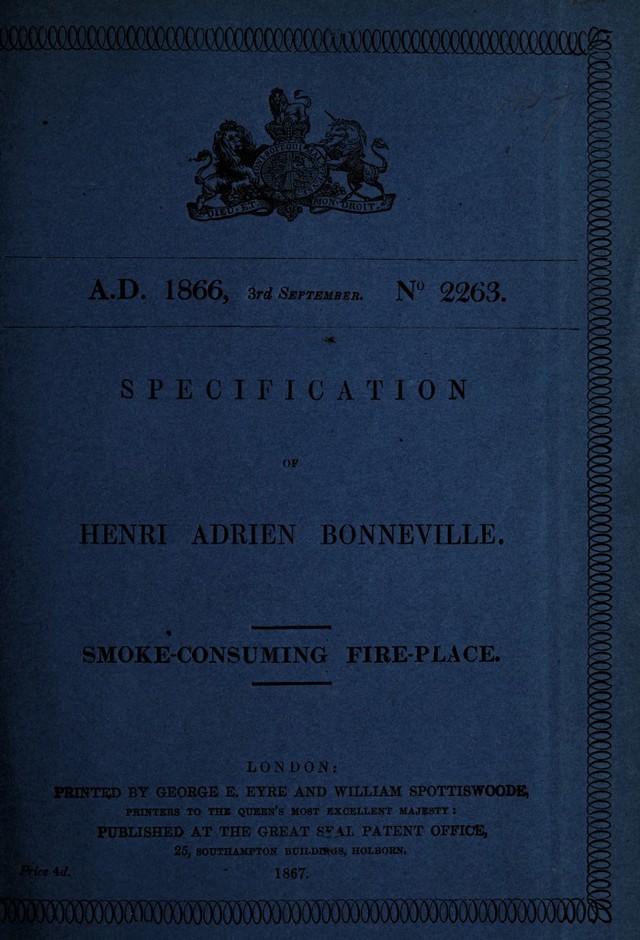 DIEU ET MON DROIT.
A.D. 1866, 3rd SEPTEMBER. Nº 2263.
SPECIFICATION
OF
HENRI ADRIEN BONNEVILLE.
SMOKE-CONSUMING FIRE-PLACE.
LONDON:
PRINTED BY GEORGE E. EYRE AND WILLIAM SPOTTISWOODE,
PRINTERS TO THE QUEEN'S MOST EXCELLENT MAJESTY:
PUBLISHED AT THE GREAT SEAL PATENT OFFICE,
25, SOUTHAMPTON BUILDINGS, HOLBORN.
Price 4d.
1867.